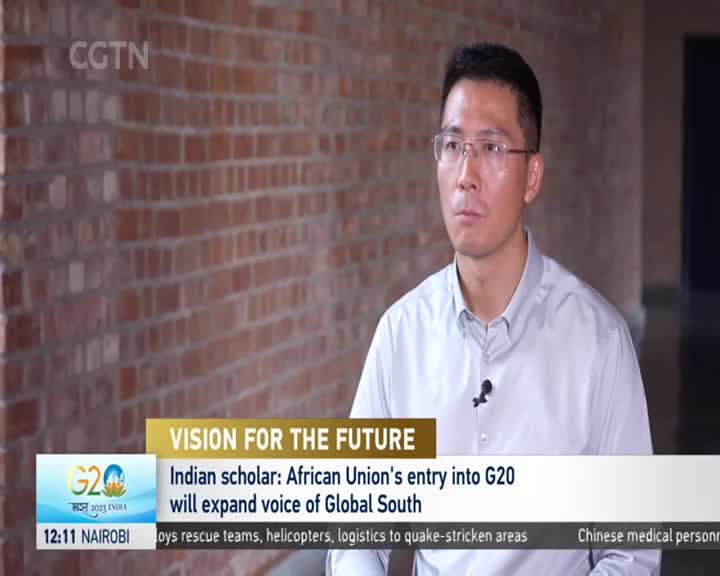 CGTN
VISION FOR THE FUTURE
Indian scholar: African Union's entry into G20
will expand voice of Global South
G20
भारत 2023 INDIA
12:11 NAIROBI
loys rescue teams, helicopters, logistics to quake-stricken areas
Chinese medical personn